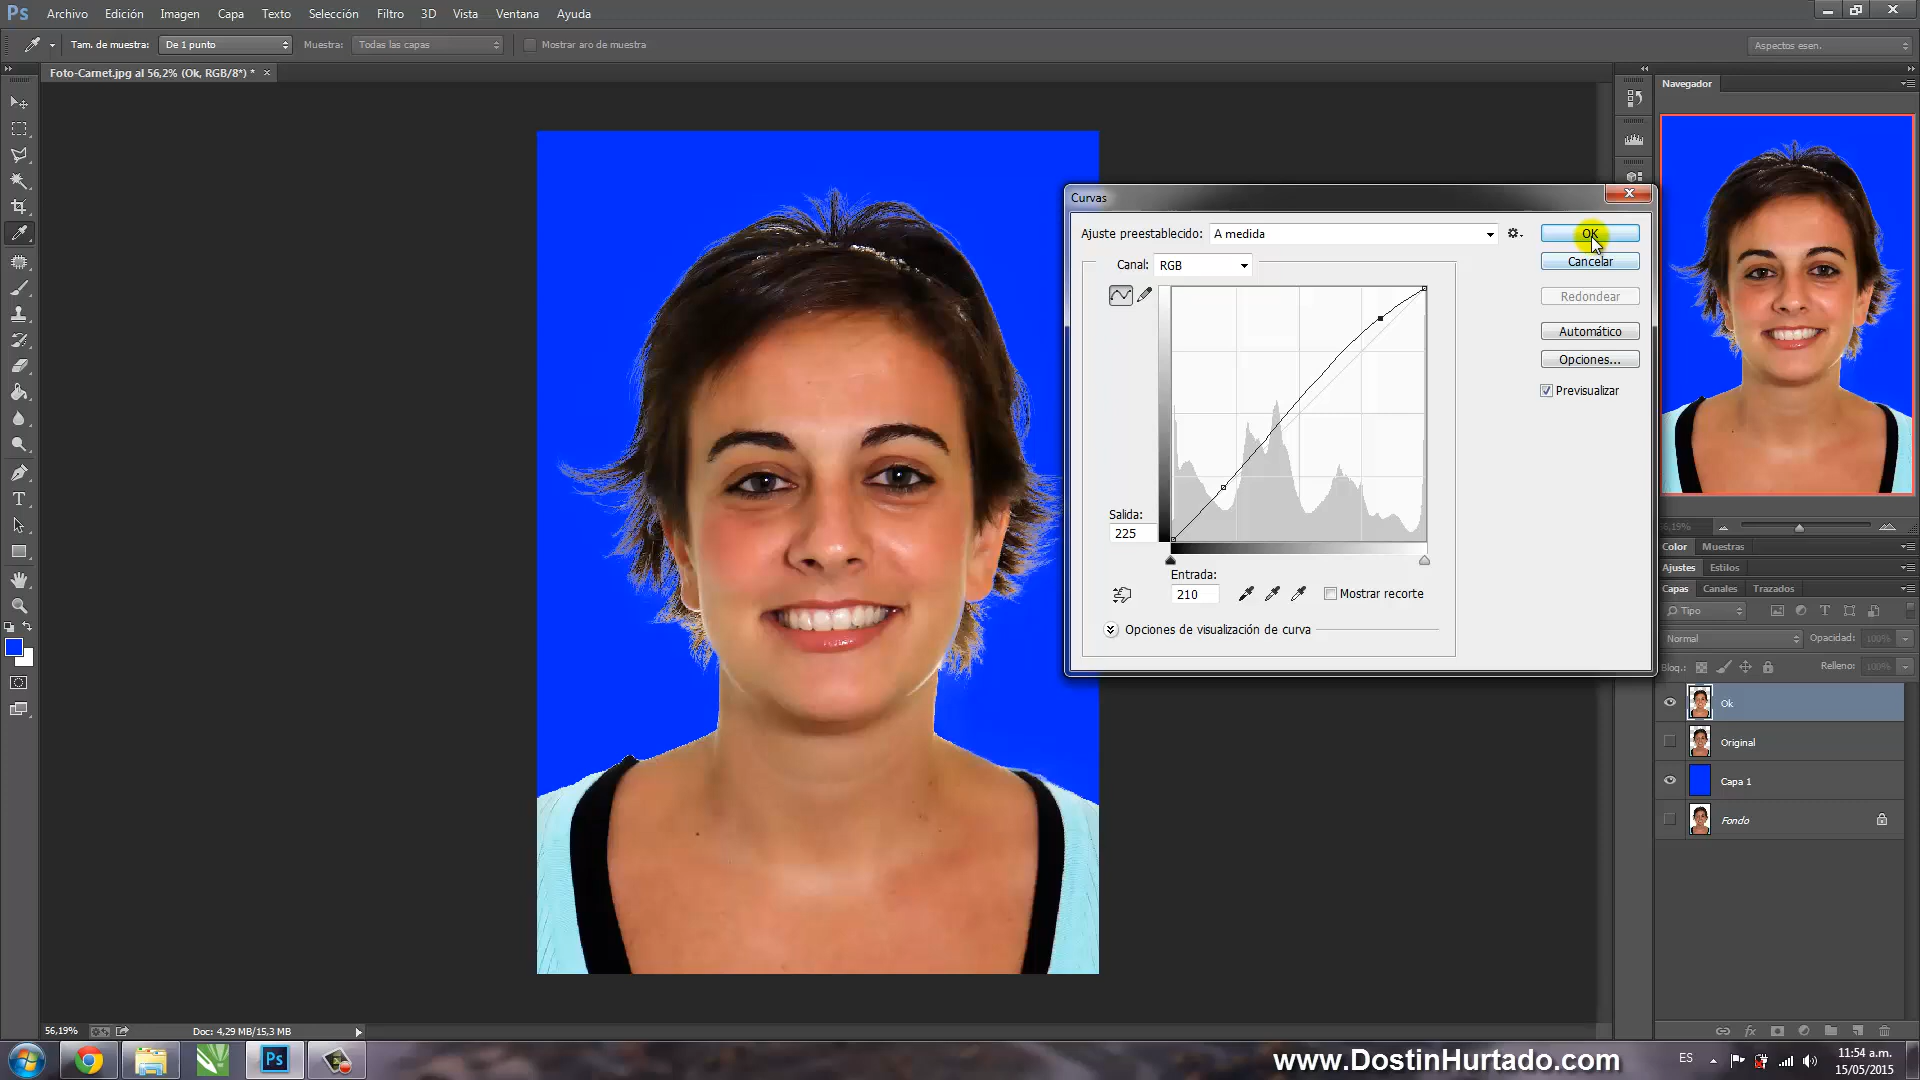 Ps Archivo Edición Imagen Capa Texto Selección Filtro 3D Vista Ventana Ayuda
Tam. de muestra: De 1 punto Muestra: Todas las capas Mostrar aro de muestra Aspectos esen.
Foto-Carnet.jpg al 56,2% (Ok, RGB/8*) * ×
Navegador
Curvas
Ajuste preestablecido: A medida
OK
Canal: RGB
Cancelar
Redondear
Automático
Opciones...
Previsualizar
Salida:
225
Entrada:
210
Mostrar recorte
Opciones de visualización de curva
Color Muestras
Ajustes Estilos
Capas Canales Trazados
Tipo
Normal Opacidad: 100%
Bloq.: Relleno: 100%
Ok
Original
Capa 1
Fondo
56,19% Doc: 4,29 MB/15,3 MB
Ps
www.DostinHurtado.com
ES
11:54 a.m.
15/05/2015